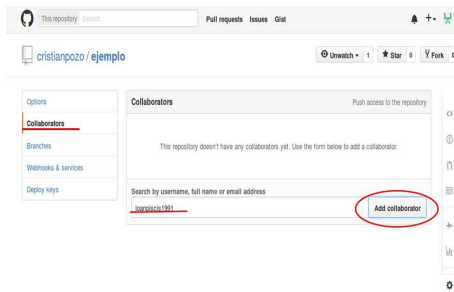 This repository Search Pull requests Issues Gist
cristianpozo / ejemplo
Unwatch 1 Star 0 Fork 0
Options
Collaborators
Branches
Webhooks & services
Deploy keys
Collaborators Push access to the repository
This repository doesn't have any collaborators yet. Use the form below to add a collaborator.
Search by username, full name or email address
joanpiscis1991 Add collaborator